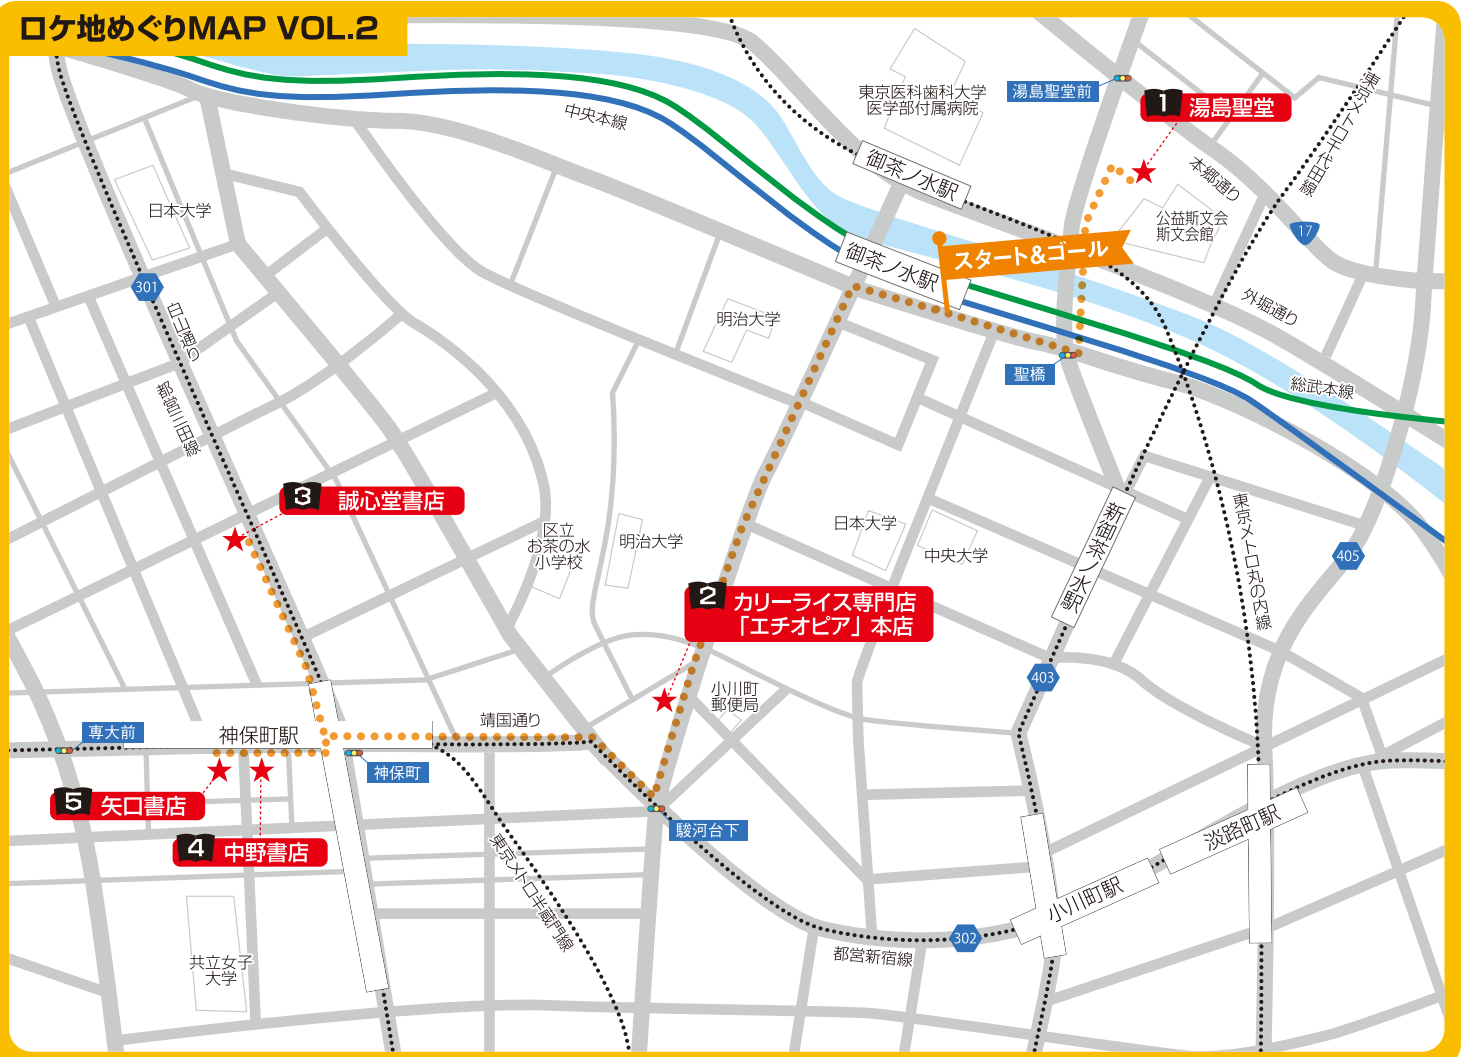 ロケ地めぐりMAP VOL.2
中央本線
東京医科歯科大学
医学部付属病院
湯島聖堂前
1 湯島聖堂
東京メトロ千代田線
御茶ノ水駅
本郷通り
公益斯文会
斯文会館
17
日本大学
御茶ノ水駅
スタート&ゴール
301
白山通り
明治大学
外堀通り
聖橋
総武本線
都営三田線
3 誠心堂書店
新御茶ノ水駅
東京メトロ丸の内線
区立
お茶の水
小学校
明治大学
日本大学
中央大学
405
2 カリーライス専門店
「エチオピア」本店
403
小川町
郵便局
専大前
神保町駅
靖国通り
神保町
5 矢口書店
4 中野書店
駿河台下
東京メトロ半蔵門線
淡路町駅
小川町駅
302
都営新宿線
共立女子
大学